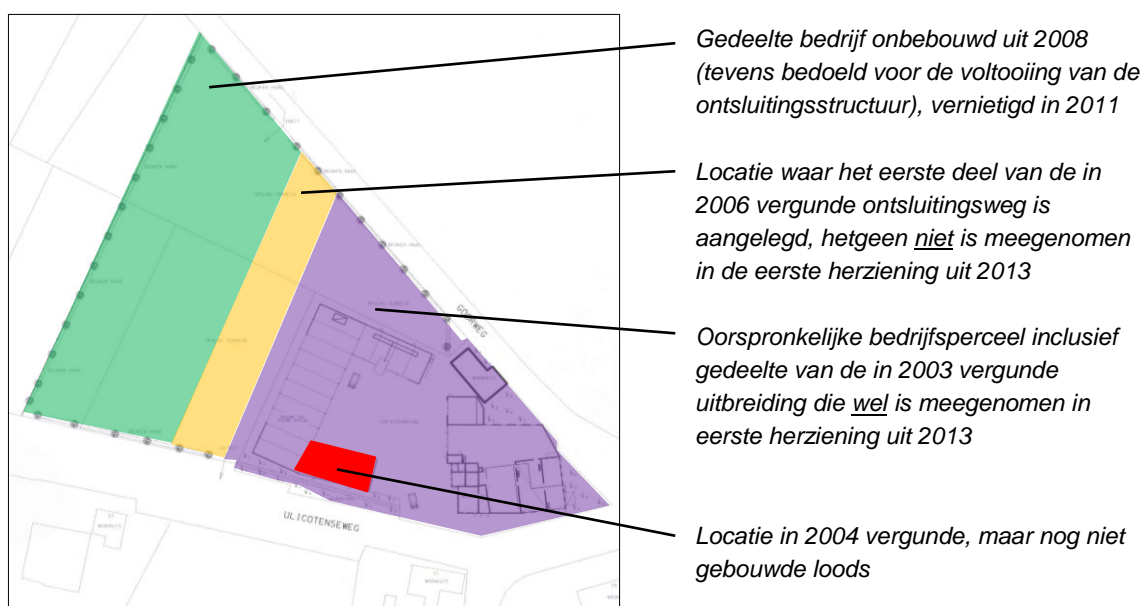 Gedeelte bedrijf onbebouwd uit 2008
(tevens bedoeld voor de voltooiing van de
ontsluitingsstructuur), vernietigd in 2011
Locatie waar het eerste deel van de in
2006 vergunde ontsluitingsweg is
aangelegd, hetgeen niet is meegenomen
in de eerste herziening uit 2013
Oorspronkelijke bedrijfsperceel inclusief
gedeelte van de in 2003 vergunde
uitbreiding die wel is meegenomen in
eerste herziening uit 2013
Locatie in 2004 vergunde, maar nog niet
gebouwde loods
GOORWEG
ULICOTENSEWEG